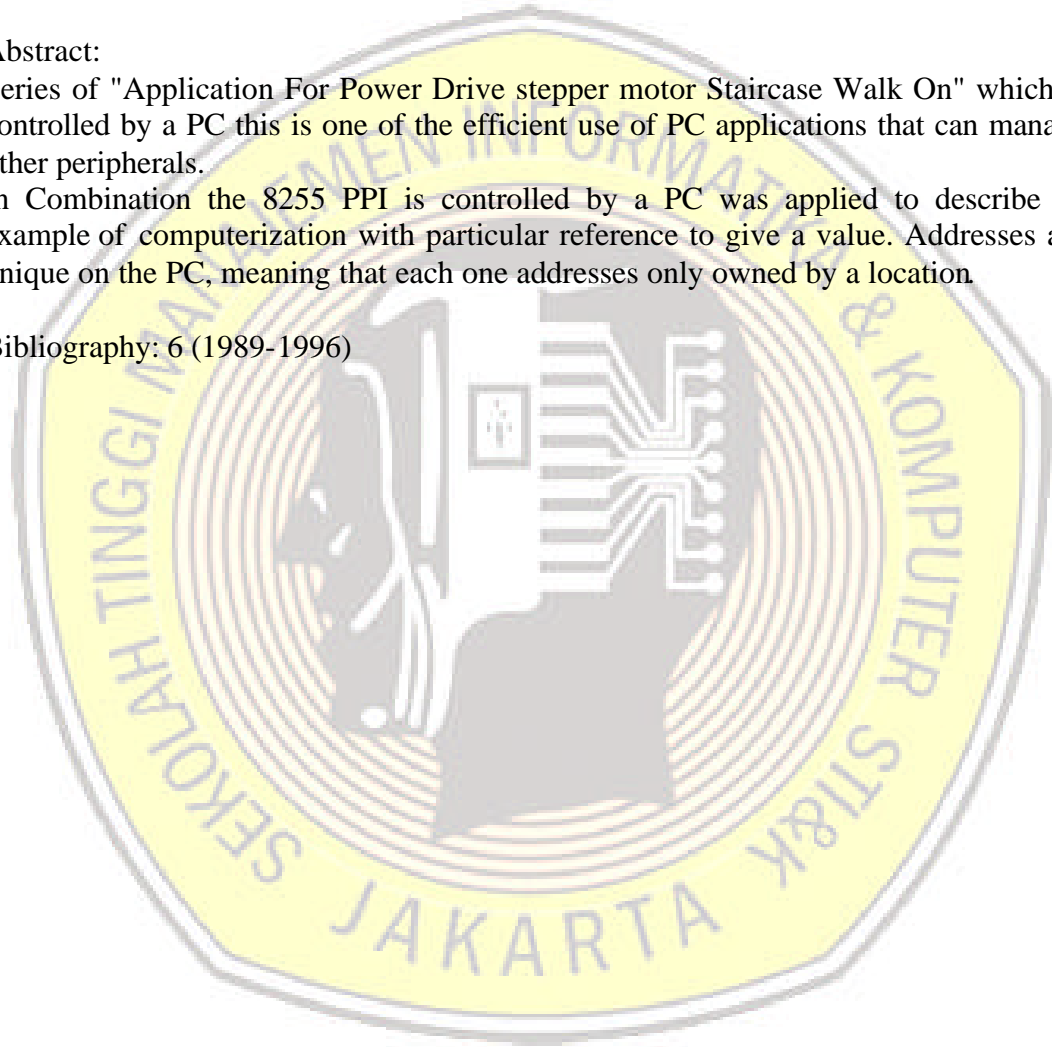 Abstract:
eries of "Application For Power Drive stepper motor Staircase Walk On" which
ontrolled by a PC this is one of the efficient use of PC applications that can mana
ther peripherals.
n Combination the 8255 PPI is controlled by a PC was applied to describe
xample of computerization with particular reference to give a value. Addresses a
nique on the PC, meaning that each one addresses only owned by a location.
Bibliography: 6 (1989-1996)
SEKOLAH TINGGI MANAJEMEN INFORMATIKA & KOMPUTER STI&K
JAKARTA